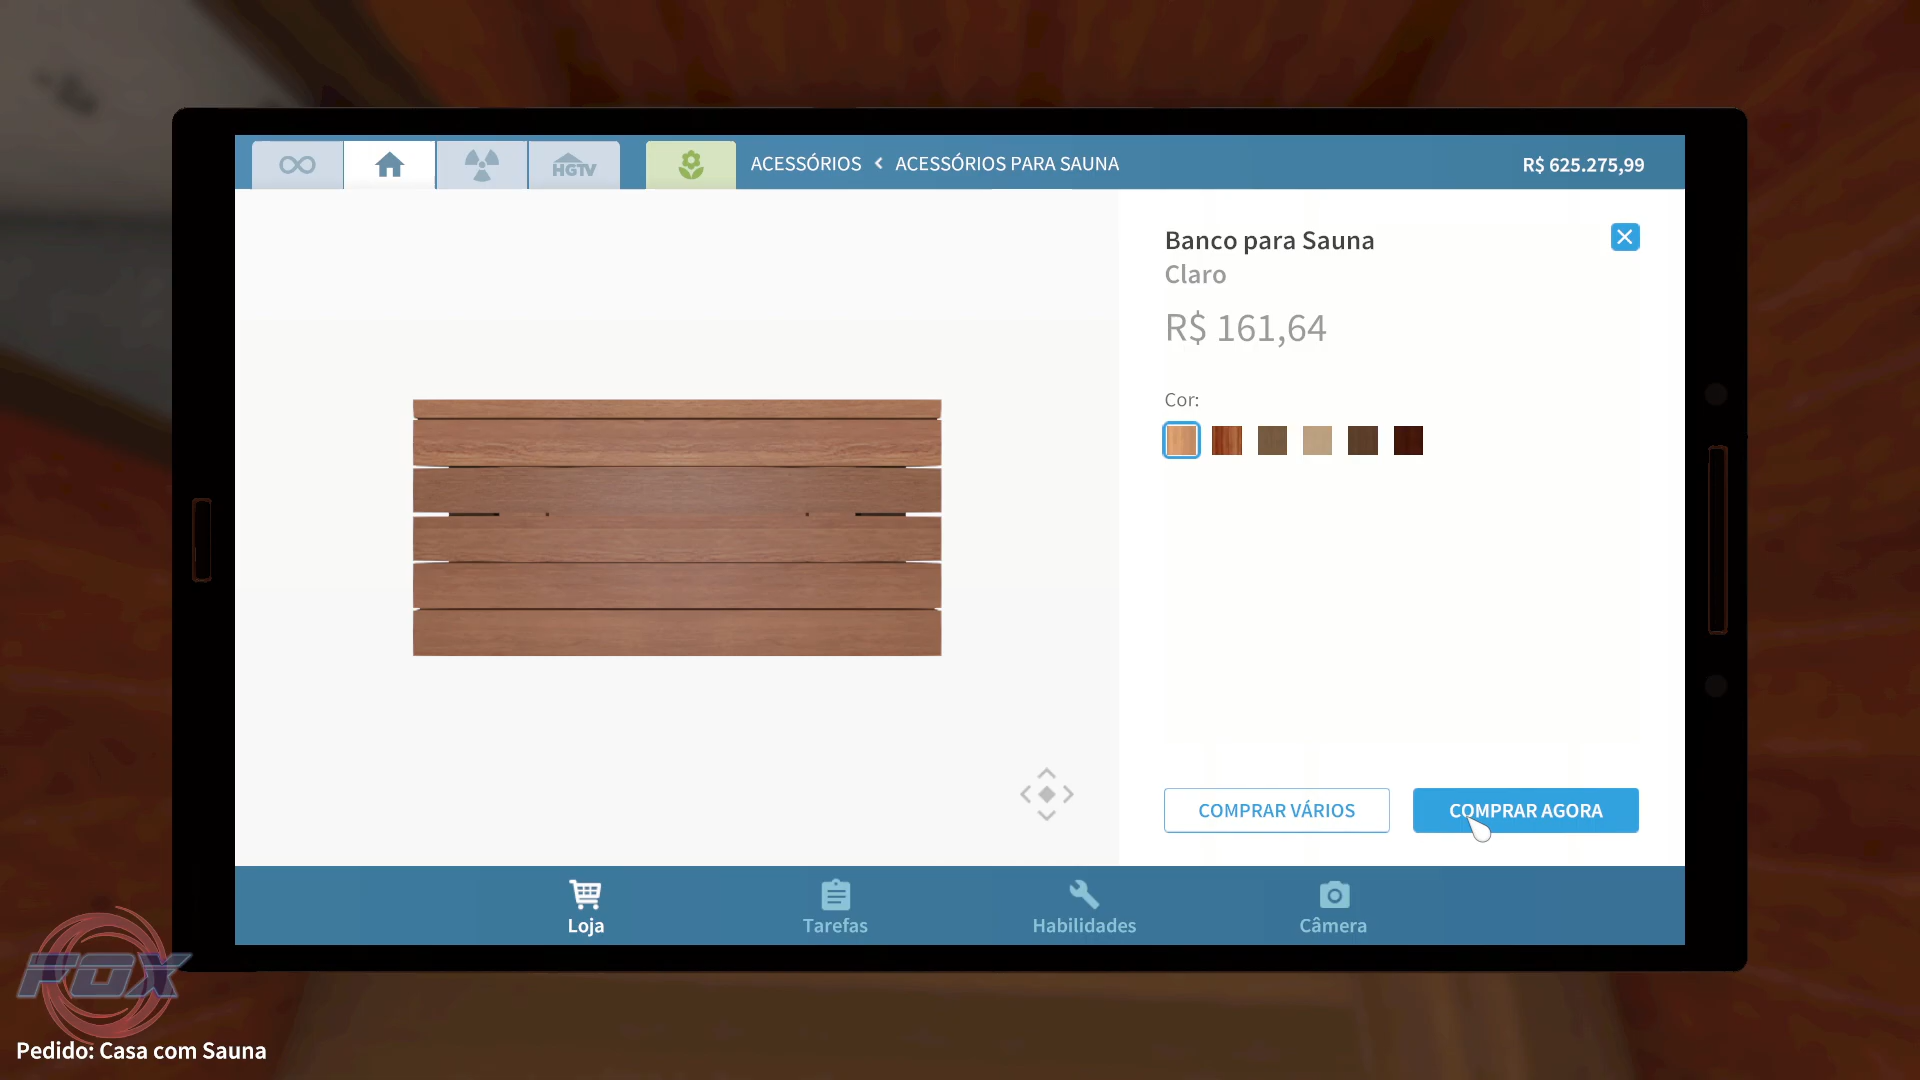 HGTV
ACESSÓRIOS < ACESSÓRIOS PARA SAUNA
R$ 625.275,99
Banco para Sauna
Claro
R$ 161,64
Cor:
COMPRAR VÁRIOS
COMPRAR AGORA
Loja
Tarefas
Habilidades
Câmera
FOX
Pedido: Casa com Sauna